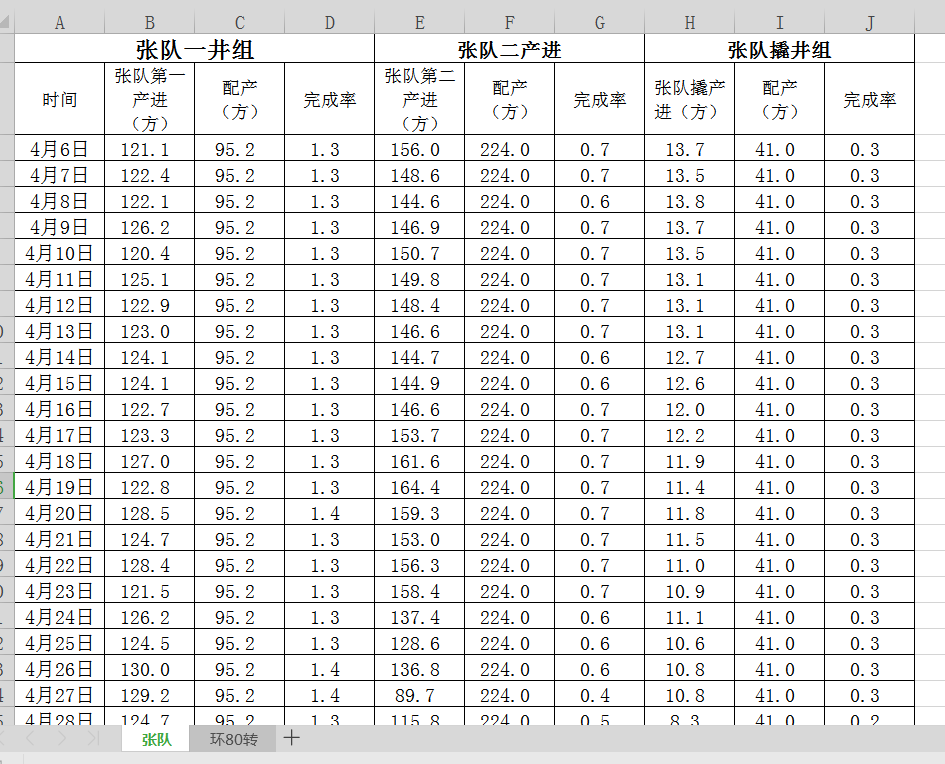 A B C D E F G H I J
张队一井组 张队二产进 张队撬井组
时间 张队第一产进（方） 配产（方） 完成率 张队第二产进（方） 配产（方） 完成率 张队撬产进（方） 配产（方） 完成率
4月6日 121.1 95.2 1.3 156.0 224.0 0.7 13.7 41.0 0.3
4月7日 122.4 95.2 1.3 148.6 224.0 0.7 13.5 41.0 0.3
4月8日 122.1 95.2 1.3 144.6 224.0 0.6 13.8 41.0 0.3
4月9日 126.2 95.2 1.3 146.9 224.0 0.7 13.7 41.0 0.3
4月10日 120.4 95.2 1.3 150.7 224.0 0.7 13.5 41.0 0.3
4月11日 125.1 95.2 1.3 149.8 224.0 0.7 13.1 41.0 0.3
4月12日 122.9 95.2 1.3 148.4 224.0 0.7 13.1 41.0 0.3
4月13日 123.0 95.2 1.3 146.6 224.0 0.7 13.1 41.0 0.3
4月14日 124.1 95.2 1.3 144.7 224.0 0.6 12.7 41.0 0.3
4月15日 124.1 95.2 1.3 144.9 224.0 0.6 12.6 41.0 0.3
4月16日 122.7 95.2 1.3 146.6 224.0 0.7 12.0 41.0 0.3
4月17日 123.3 95.2 1.3 153.7 224.0 0.7 12.2 41.0 0.3
4月18日 127.0 95.2 1.3 161.6 224.0 0.7 11.9 41.0 0.3
4月19日 122.8 95.2 1.3 164.4 224.0 0.7 11.4 41.0 0.3
4月20日 128.5 95.2 1.4 159.3 224.0 0.7 11.8 41.0 0.3
4月21日 124.7 95.2 1.3 153.0 224.0 0.7 11.5 41.0 0.3
4月22日 128.4 95.2 1.3 156.3 224.0 0.7 11.0 41.0 0.3
4月23日 121.5 95.2 1.3 158.4 224.0 0.7 10.9 41.0 0.3
4月24日 126.2 95.2 1.3 137.4 224.0 0.6 11.1 41.0 0.3
4月25日 124.5 95.2 1.3 128.6 224.0 0.6 10.6 41.0 0.3
4月26日 130.0 95.2 1.4 136.8 224.0 0.6 10.8 41.0 0.3
4月27日 129.2 95.2 1.4 89.7 224.0 0.4 10.8 41.0 0.3
4月28日 124.7 95.2 1.3 115.8 224.0 0.5 8.3 41.0 0.2
张队 环80转